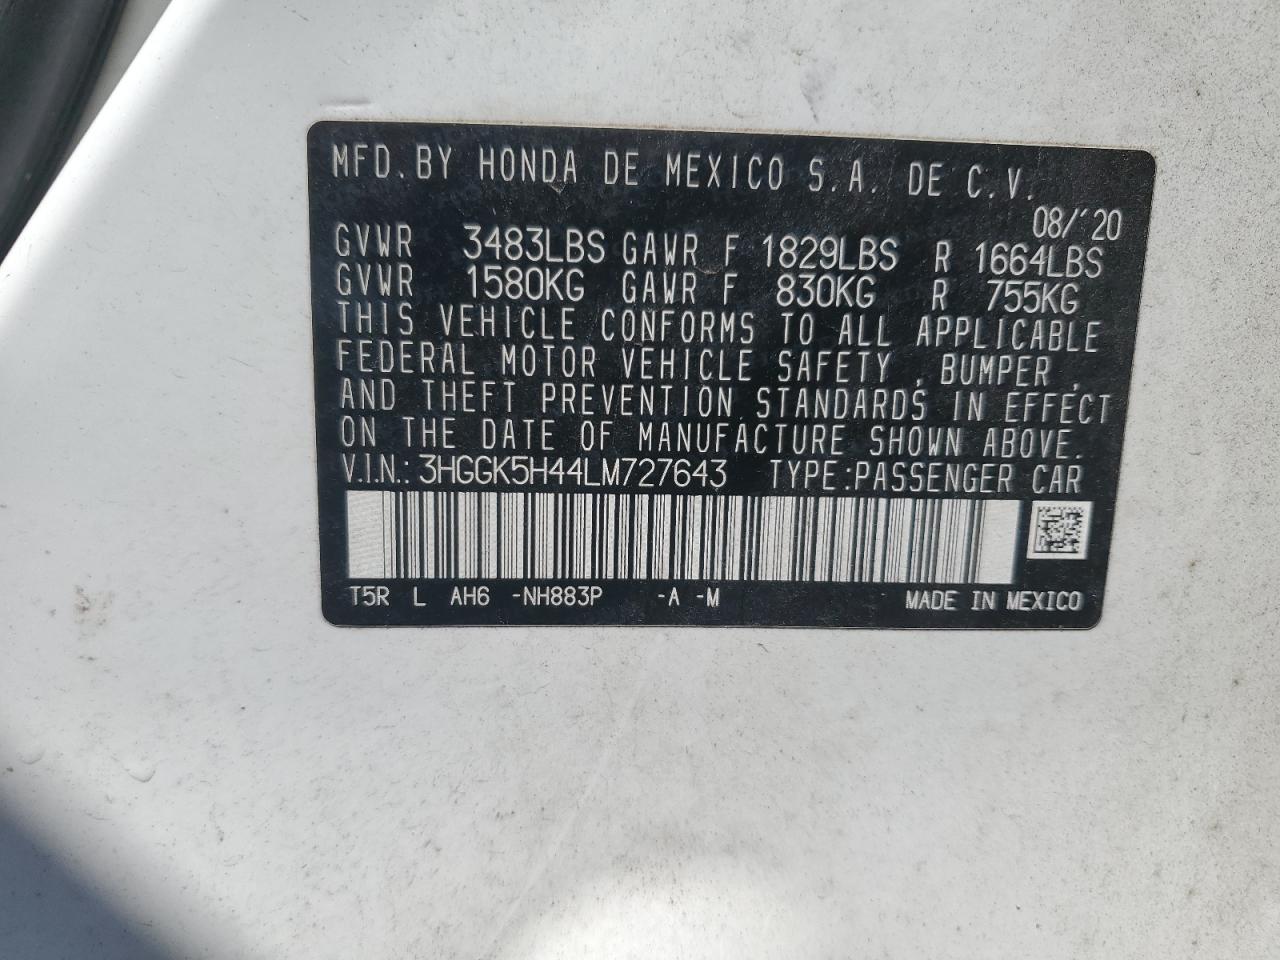 MFD. BY HONDA DE MEXICO S.A. DE C.V.
08/'20
GVWR 3483LBS GAWR F 1829LBS R 1664LBS
GVWR 1580KG GAWR F 830KG R 755KG
THIS VEHICLE CONFORMS TO ALL APPLICABLE
FEDERAL MOTOR VEHICLE SAFETY , BUMPER ,
AND THEFT PREVENTION STANDARDS IN EFFECT
ON THE DATE OF MANUFACTURE SHOWN ABOVE.
V.I.N.: 3HGGK5H44LM727643 TYPE:PASSENGER CAR
T5R L AH6 -NH883P -A -M MADE IN MEXICO